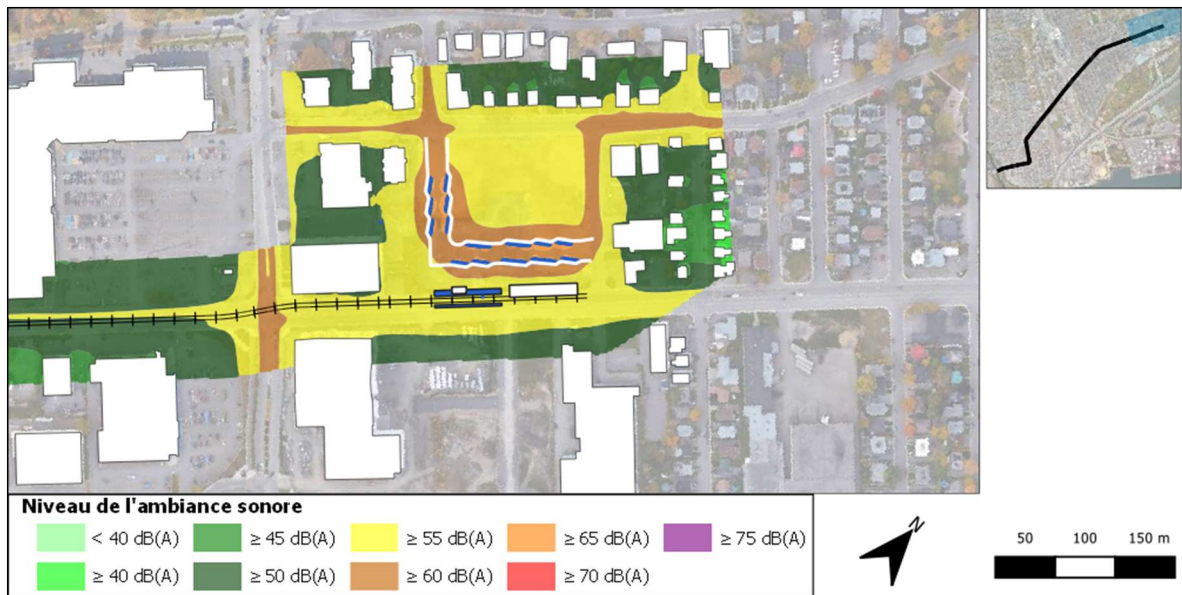 Niveau de l'ambiance sonore
< 40 dB(A) ≥ 45 dB(A) ≥ 55 dB(A) ≥ 65 dB(A) ≥ 75 dB(A)
≥ 40 dB(A) ≥ 50 dB(A) ≥ 60 dB(A) ≥ 70 dB(A)
N
50 100 150 m